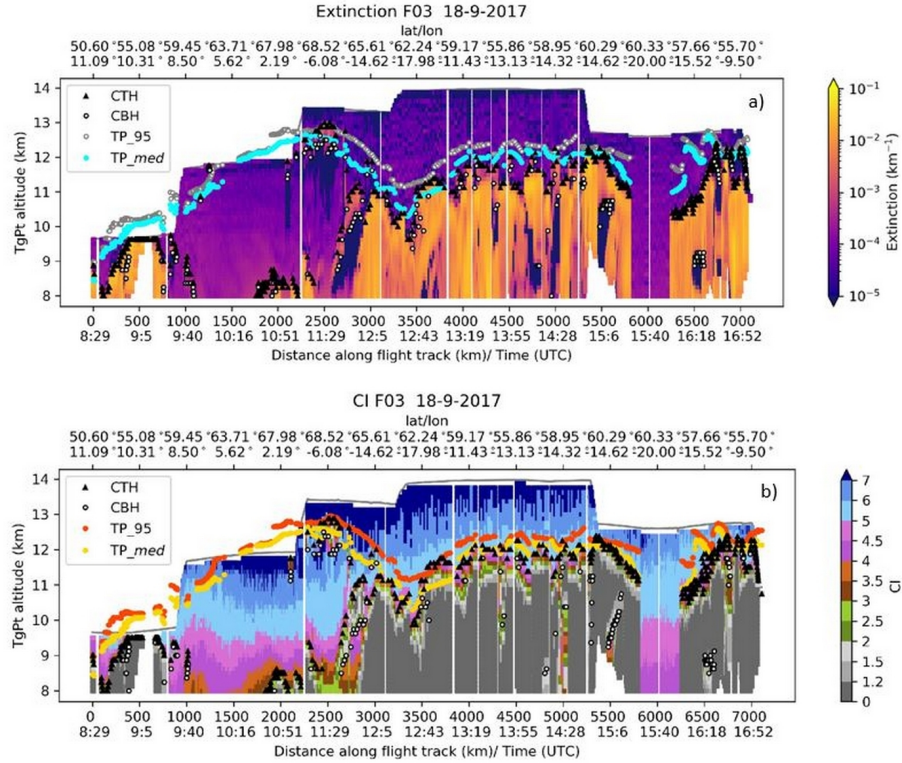 Extinction F03 18-9-2017
lat/lon
50.60 °55.08 °59.45 °63.71 °67.98 °68.52 °65.61 °62.24 °59.17 °55.86 °58.95 °60.29 °60.33 °57.66 °55.70 °
11.09 °10.31 ° 8.50 ° 5.62 ° 2.19 ° -6.08 °-14.62 °-17.98 °-11.43 °-13.13 °-14.32 °-14.62 °-20.00 °-15.52 °-9.50 °
14
13
12
11
10
9
8
TgPt altitude (km)
CTH
CBH
TP_95
TP_med
a)
10⁻¹
10⁻²
10⁻³
10⁻⁴
10⁻⁵
Extinction (km⁻¹)
0 500 1000 1500 2000 2500 3000 3500 4000 4500 5000 5500 6000 6500 7000
8:29 9:5 9:40 10:16 10:51 11:29 12:5 12:43 13:19 13:55 14:28 15:6 15:40 16:18 16:52
Distance along flight track (km)/ Time (UTC)
CI F03 18-9-2017
lat/lon
50.60 °55.08 °59.45 °63.71 °67.98 °68.52 °65.61 °62.24 °59.17 °55.86 °58.95 °60.29 °60.33 °57.66 °55.70 °
11.09 °10.31 ° 8.50 ° 5.62 ° 2.19 ° -6.08 °-14.62 °-17.98 °-11.43 °-13.13 °-14.32 °-14.62 °-20.00 °-15.52 °-9.50 °
14
13
12
11
10
9
8
TgPt altitude (km)
CTH
CBH
TP_95
TP_med
b)
7
6
5
5
4
4
3.5
3
2
2
1.5
1.2
0
CI
0 500 1000 1500 2000 2500 3000 3500 4000 4500 5000 5500 6000 6500 7000
8:29 9:5 9:40 10:16 10:51 11:29 12:5 12:43 13:19 13:55 14:28 15:6 15:40 16:18 16:52
Distance along flight track (km)/ Time (UTC)